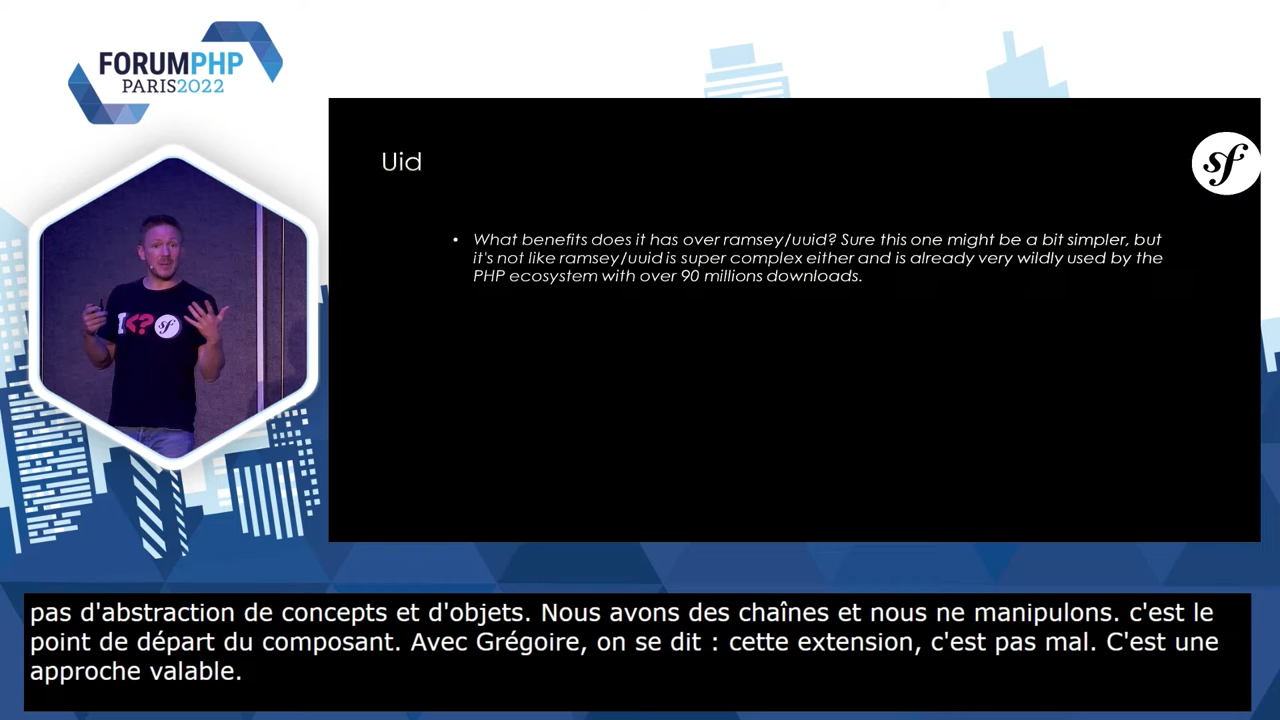 FORUMPHP
PARIS2022
Uid
sf
• What benefits does it has over ramsey/uuid? Sure this one might be a bit simpler, but
it's not like ramsey/uuid is super complex either and is already very wildly used by the
PHP ecosystem with over 90 millions downloads.
I<? sf
pas d'abstraction de concepts et d'objets. Nous avons des chaînes et nous ne manipulons. c'est le
point de départ du composant. Avec Grégoire, on se dit : cette extension, c'est pas mal. C'est une
approche valable.